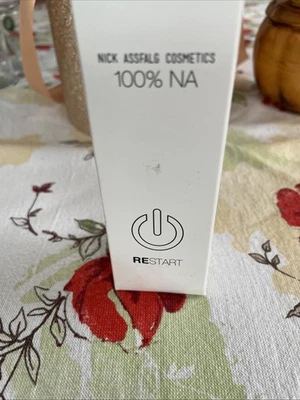 NICK ASSFALG COSMETICS
100% NA
RESTART